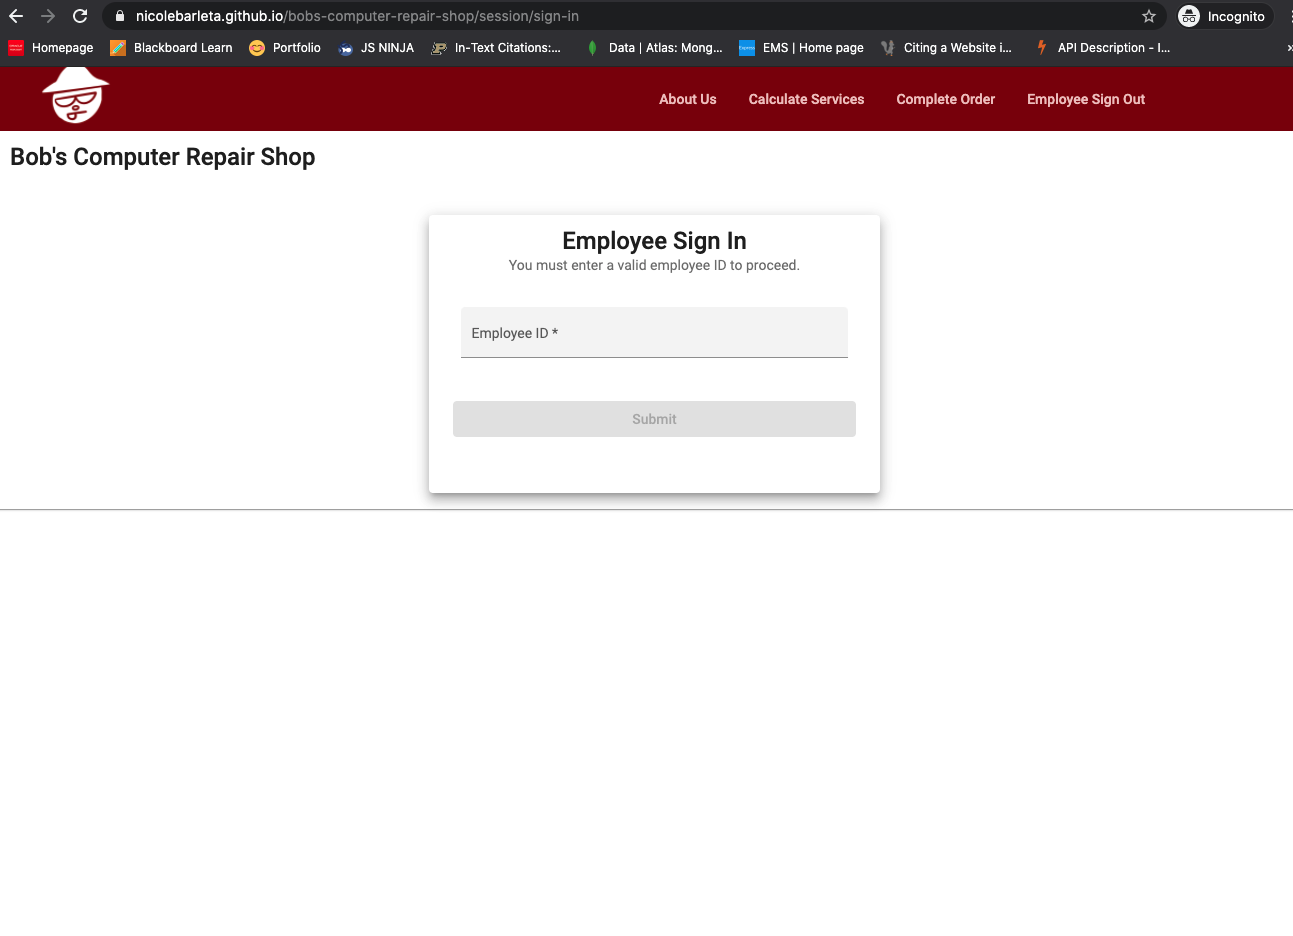 nicolebarleta.github.io/bobs-computer-repair-shop/session/sign-in
Incognito
Homepage Blackboard Learn Portfolio JS NINJA In-Text Citations:... Data | Atlas: Mong... EMS | Home page Citing a Website i... API Description - I... »
About Us Calculate Services Complete Order Employee Sign Out
Bob's Computer Repair Shop
Employee Sign In
You must enter a valid employee ID to proceed.
Employee ID *
Submit